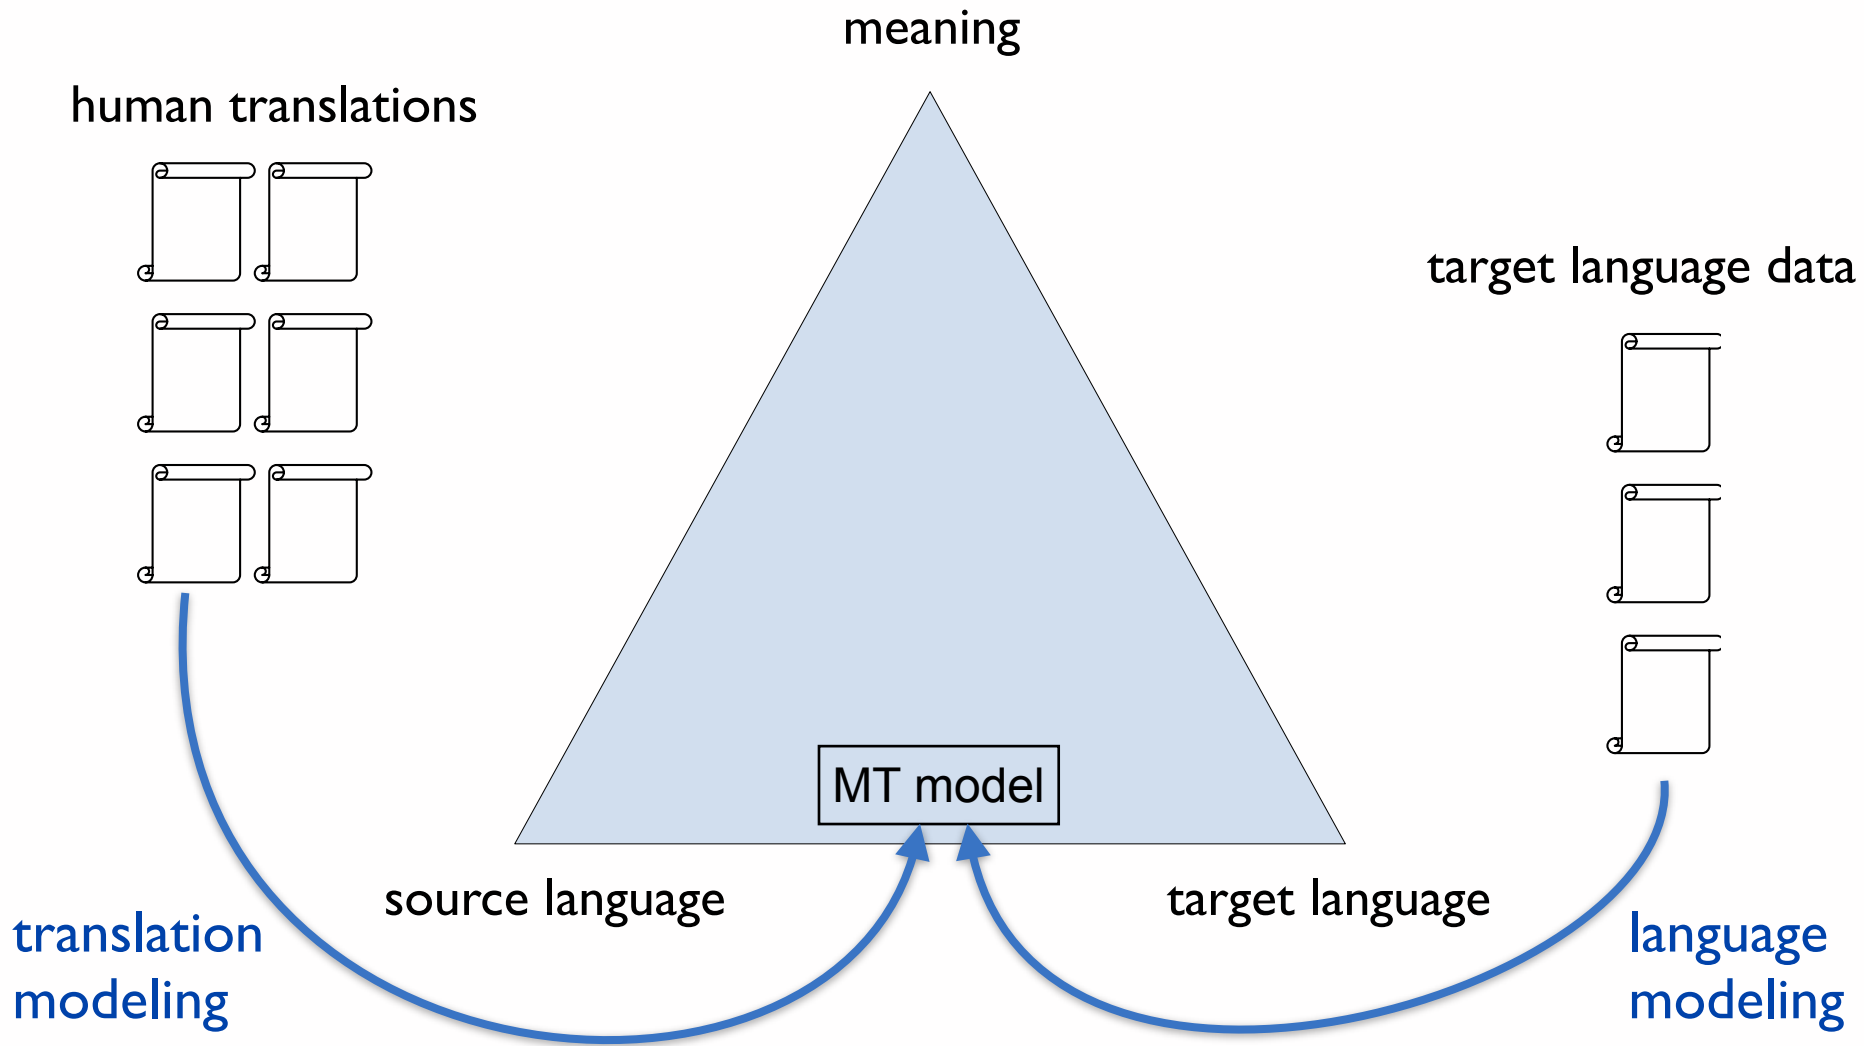 meaning
human translations
target language data
MT model
source language
target language
translation
modeling
language
modeling